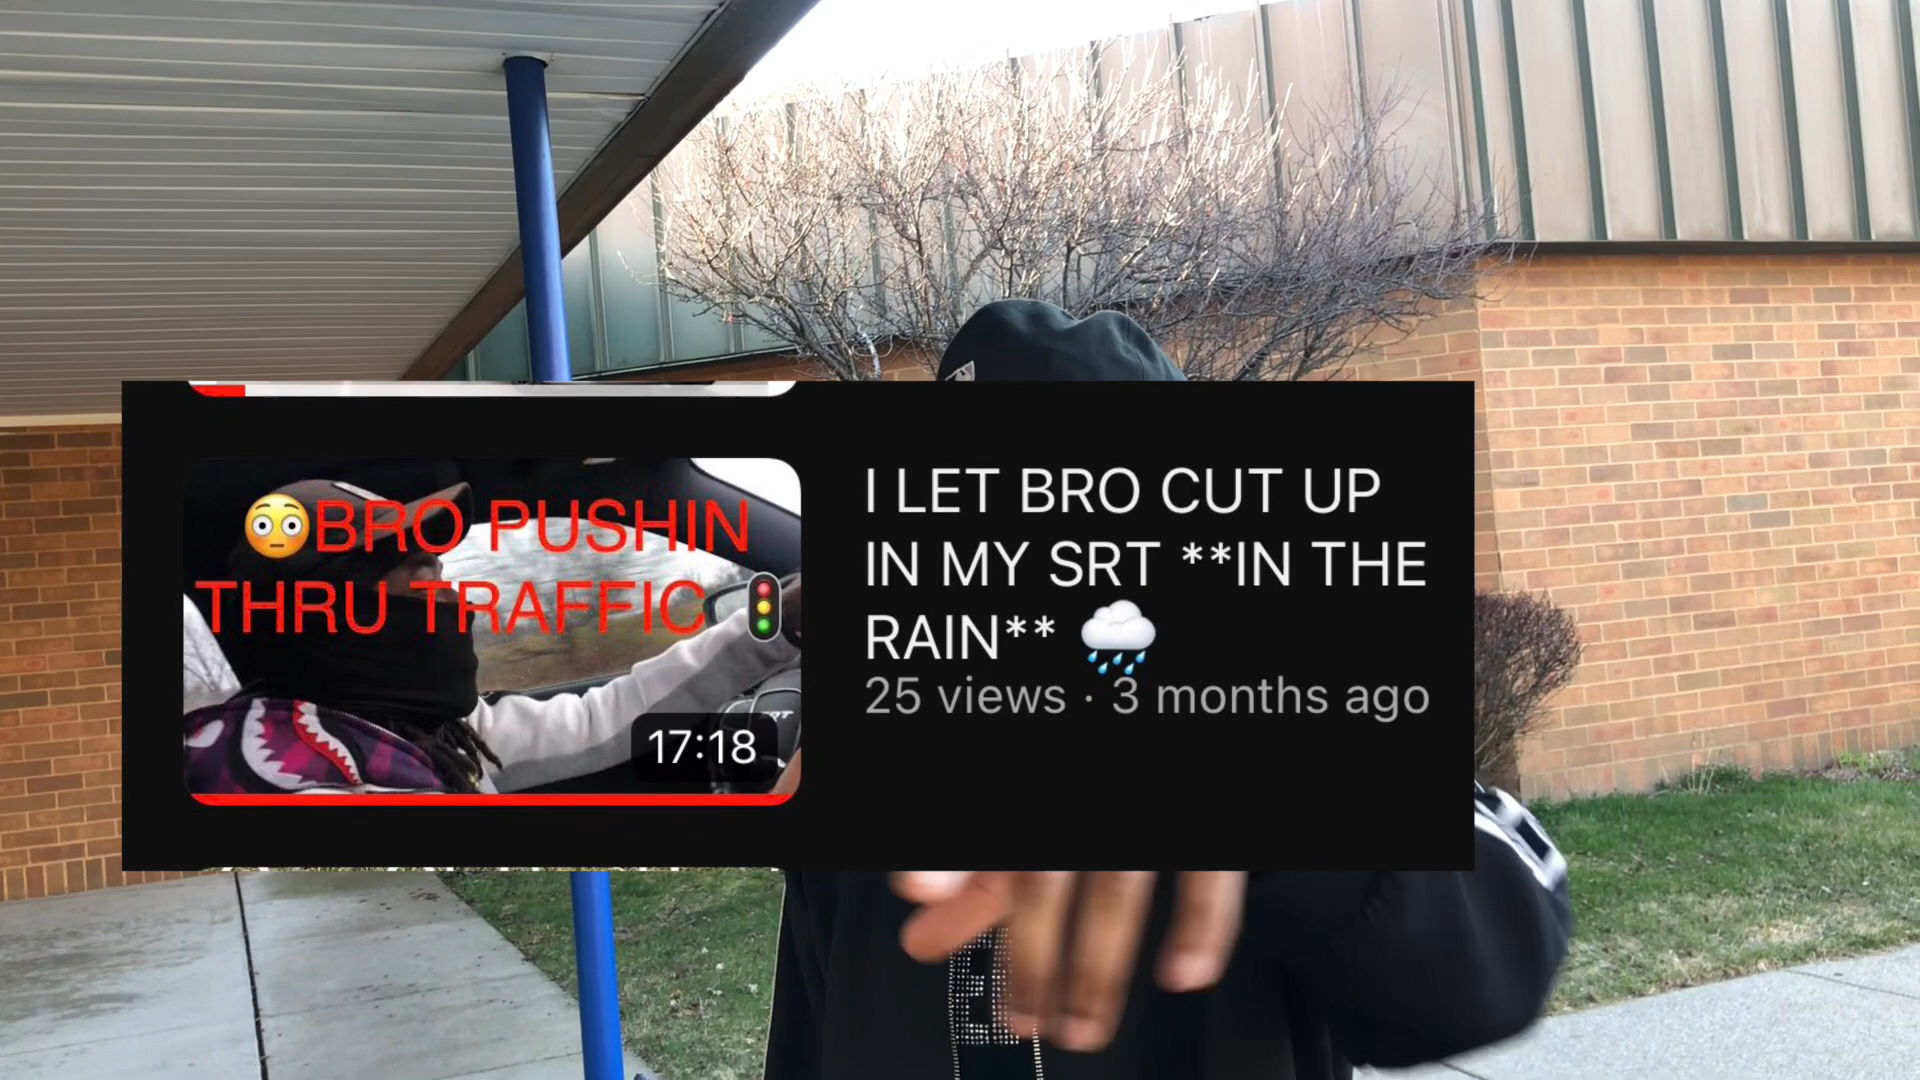 😳BRO PUSHIN
THRU TRAFFIC 🚦
17:18
I LET BRO CUT UP
IN MY SRT **IN THE
RAIN** 🌧️
25 views · 3 months ago